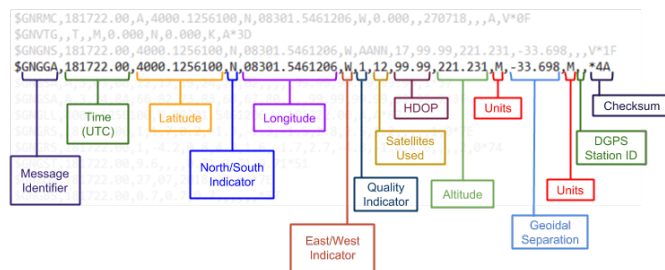 $GNRMC,181722.00,A,4000.1256100,N,08301.5461206,W,0.000,,270718,,,A,V*0F
$GNVTG,,T,,M,0.000,N,0.000,K,A*3D
$GNGNS,181722.00,4000.1256100,N,08301.5461206,W,AANN,17,99.99,221.231,-33.698,,,V*1F
$GNGGA,181722.00,4000.1256100,N,08301.5461206,W,1,12,99.99,221.231,M,-33.698,M,,*4A
Time (UTC)
Latitude
Longitude
HDOP
Units
Checksum
Message Identifier
North/South Indicator
Satellites Used
DGPS Station ID
Quality Indicator
Altitude
Units
East/West Indicator
Geoidal Separation